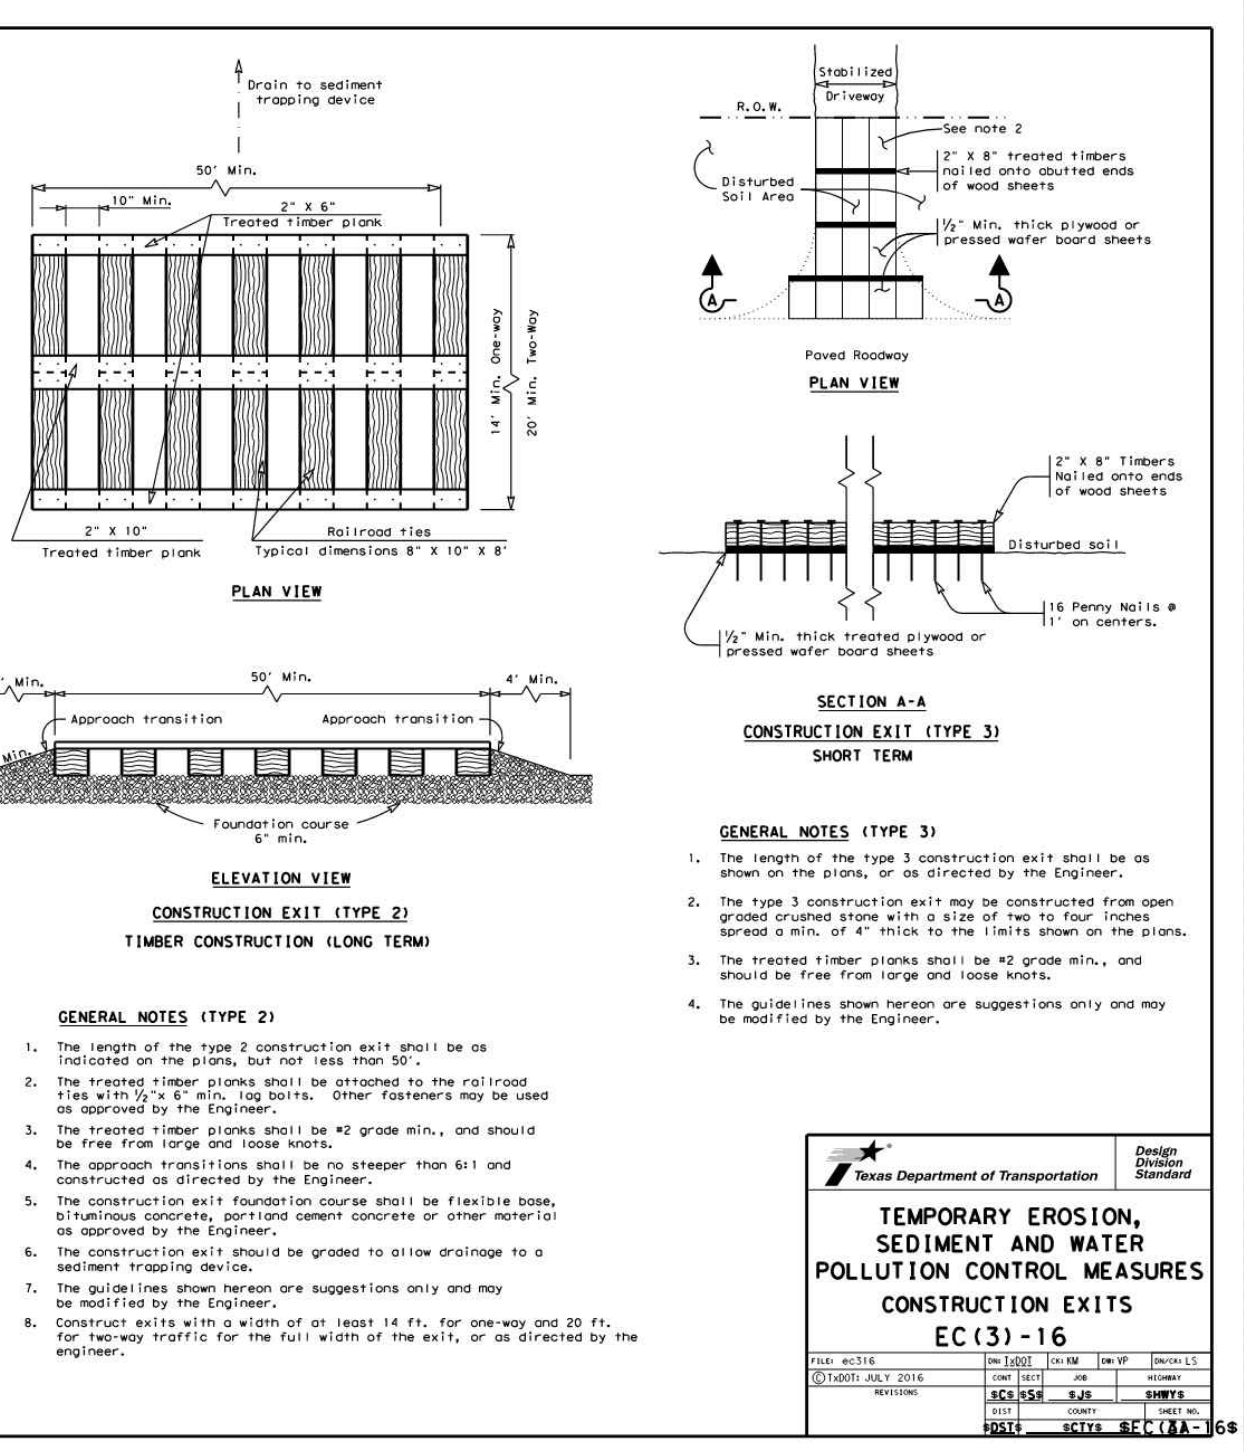 Drain to sediment
trapping device
50' Min.
10" Min.
2" X 6"
Treated timber plank
14' Min. One-way
20' Min. Two-Way
2" X 10"
Treated timber plank
Railroad ties
Typical dimensions 8" X 10" X 8'
PLAN VIEW
' Min.
50' Min.
4' Min.
Approach transition
Approach transition
Min.
Foundation course
6" min.
ELEVATION VIEW
CONSTRUCTION EXIT (TYPE 2)
TIMBER CONSTRUCTION (LONG TERM)
GENERAL NOTES (TYPE 2)
1. The length of the type 2 construction exit shall be as
indicated on the plans, but not less than 50'.
2. The treated timber planks shall be attached to the railroad
ties with ½"x 6" min. lag bolts. Other fasteners may be used
as approved by the Engineer.
3. The treated timber planks shall be #2 grade min., and should
be free from large and loose knots.
4. The approach transitions shall be no steeper than 6:1 and
constructed as directed by the Engineer.
5. The construction exit foundation course shall be flexible base,
bituminous concrete, portland cement concrete or other material
as approved by the Engineer.
6. The construction exit should be graded to allow drainage to a
sediment trapping device.
7. The guidelines shown hereon are suggestions only and may
be modified by the Engineer.
8. Construct exits with a width of at least 14 ft. for one-way and 20 ft.
for two-way traffic for the full width of the exit, or as directed by the
engineer.
Stabilized
Driveway
R.O.W.
See note 2
2" X 8" treated timbers
nailed onto abutted ends
of wood sheets
Disturbed
Soil Area
½" Min. thick plywood or
pressed wafer board sheets
A
A
Paved Roadway
PLAN VIEW
2" X 8" Timbers
Nailed onto ends
of wood sheets
Disturbed soil
16 Penny Nails @
1' on centers.
½" Min. thick treated plywood or
pressed wafer board sheets
SECTION A-A
CONSTRUCTION EXIT (TYPE 3)
SHORT TERM
GENERAL NOTES (TYPE 3)
1. The length of the type 3 construction exit shall be as
shown on the plans, or as directed by the Engineer.
2. The type 3 construction exit may be constructed from open
graded crushed stone with a size of two to four inches
spread a min. of 4" thick to the limits shown on the plans.
3. The treated timber planks shall be #2 grade min., and
should be free from large and loose knots.
4. The guidelines shown hereon are suggestions only and may
be modified by the Engineer.
Texas Department of Transportation
Design
Division
Standard
TEMPORARY EROSION,
SEDIMENT AND WATER
POLLUTION CONTROL MEASURES
CONSTRUCTION EXITS
EC(3)-16
FILE: ec316 DN: TxDOT CK: KM DW: VP DN/CK: LS
© TxDOT: JULY 2016 CONT SECT JOB HIGHWAY
REVISIONS $C$ $S$ $J$ $HWY$
DIST COUNTY SHEET NO.
$DST$ $CTY$